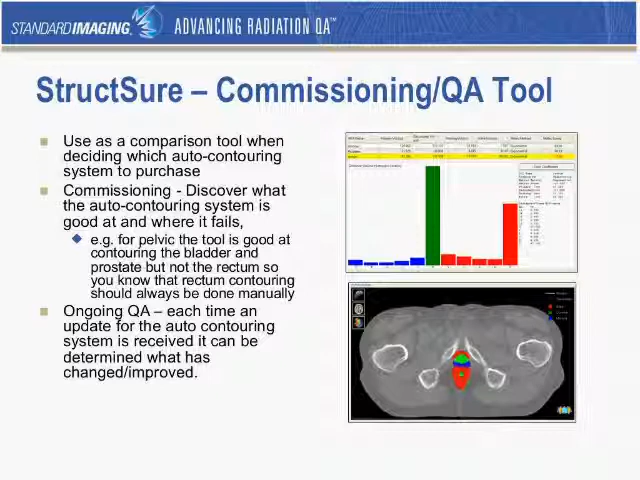 STANDARD IMAGING. ADVANCING RADIATION QA™
StructSure – Commissioning/QA Tool
Use as a comparison tool when
deciding which auto-contouring
system to purchase
Commissioning - Discover what
the auto-contouring system is
good at and where it fails,
e.g. for pelvic the tool is good at
contouring the bladder and
prostate but not the rectum so
you know that rectum contouring
should always be done manually
Ongoing QA – each time an
update for the auto contouring
system is received it can be
determined what has
changed/improved.